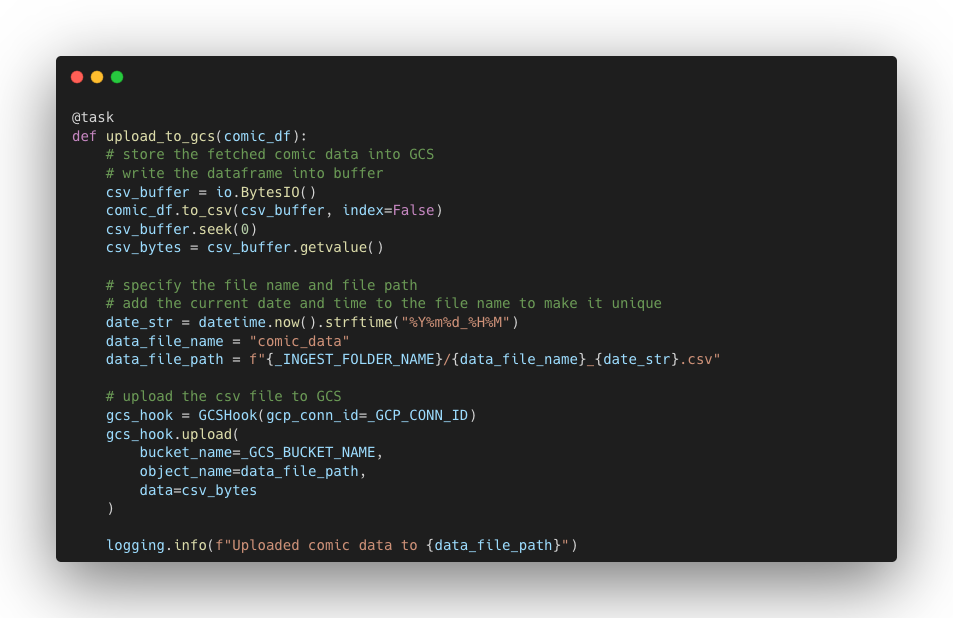 @task
def upload_to_gcs(comic_df):
    # store the fetched comic data into GCS
    # write the dataframe into buffer
    csv_buffer = io.BytesIO()
    comic_df.to_csv(csv_buffer, index=False)
    csv_buffer.seek(0)
    csv_bytes = csv_buffer.getvalue()

    # specify the file name and file path
    # add the current date and time to the file name to make it unique
    date_str = datetime.now().strftime("%Y%m%d_%H%M")
    data_file_name = "comic_data"
    data_file_path = f"{_INGEST_FOLDER_NAME}/{data_file_name}_{date_str}.csv"

    # upload the csv file to GCS
    gcs_hook = GCSHook(gcp_conn_id=_GCP_CONN_ID)
    gcs_hook.upload(
        bucket_name=_GCS_BUCKET_NAME,
        object_name=data_file_path,
        data=csv_bytes
    )

    logging.info(f"Uploaded comic data to {data_file_path}")